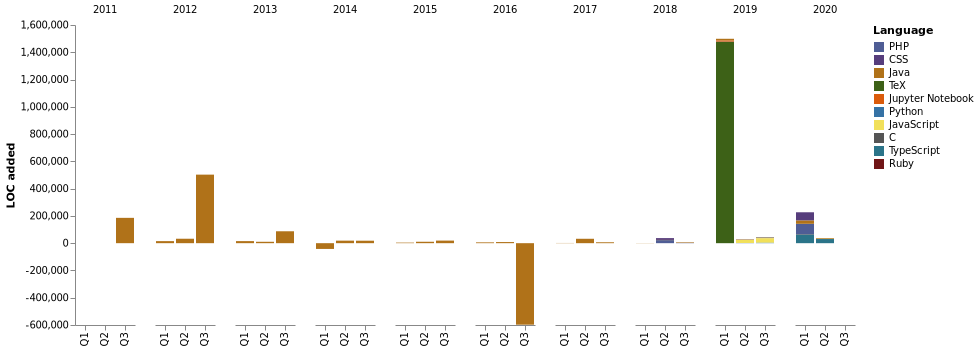 2011 2012 2013 2014 2015 2016 2017 2018 2019 2020
LOC added
1,600,000
1,400,000
1,200,000
1,000,000
800,000
600,000
400,000
200,000
0
-200,000
-400,000
-600,000
Q1 Q2 Q3 Q1 Q2 Q3 Q1 Q2 Q3 Q1 Q2 Q3 Q1 Q2 Q3 Q1 Q2 Q3 Q1 Q2 Q3 Q1 Q2 Q3 Q1 Q2 Q3 Q1 Q2 Q3
Language
PHP
CSS
Java
TeX
Jupyter Notebook
Python
JavaScript
C
TypeScript
Ruby